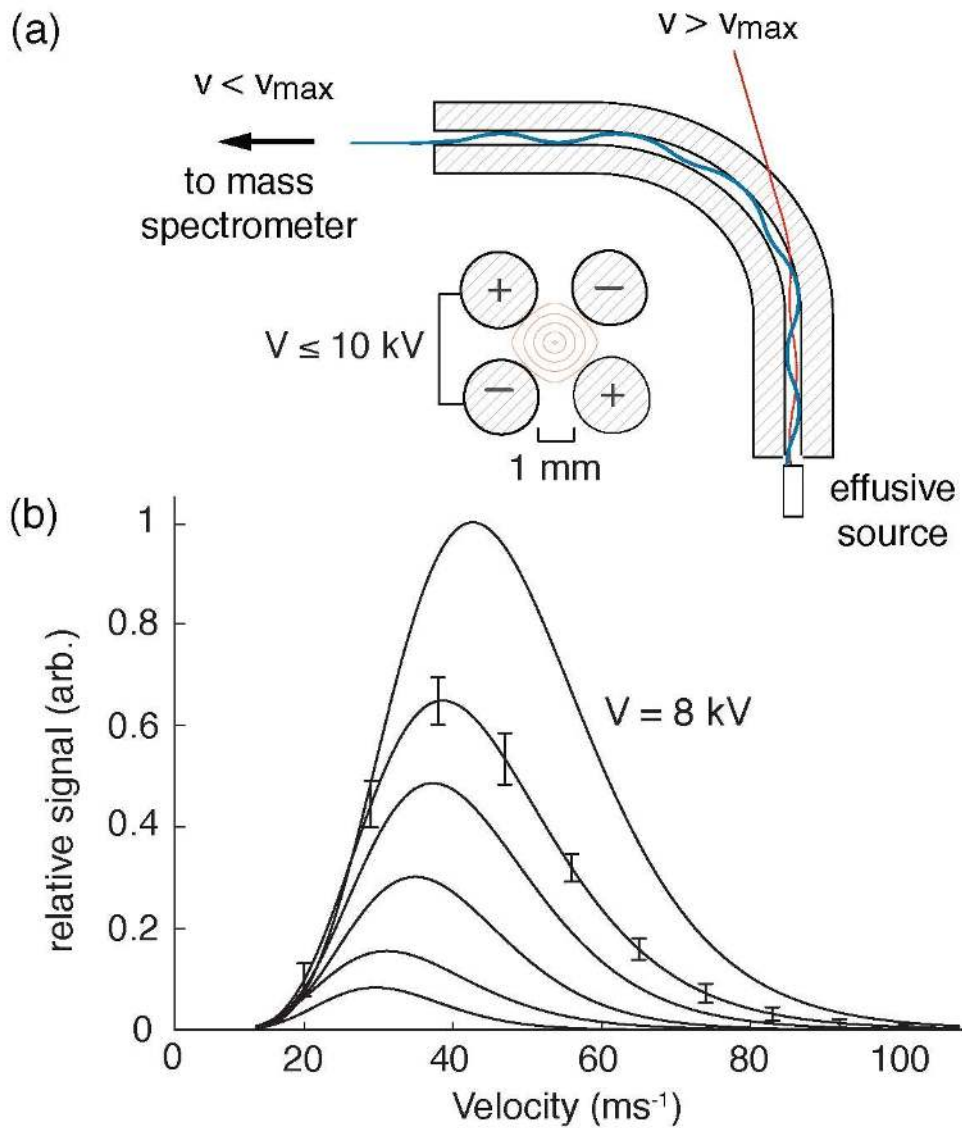 (a)
v > vmax
v < vmax
to mass
spectrometer
+
−
V ≤ 10 kV
−
+
1 mm
effusive
source
(b)
1
0.8
0.6
0.4
0.2
0
relative signal (arb.)
V = 8 kV
0 20 40 60 80 100
Velocity (ms⁻¹)